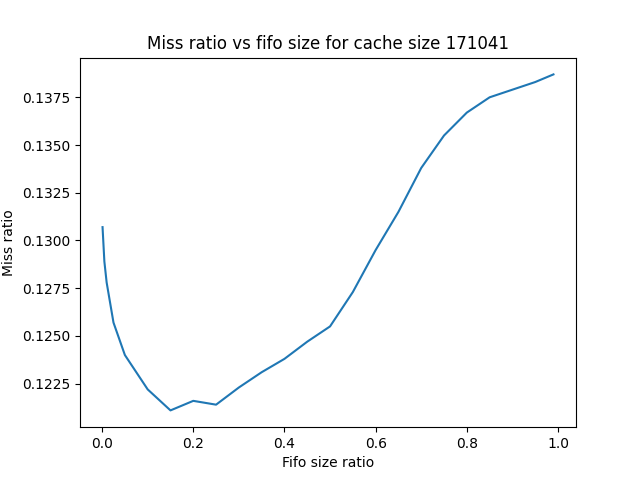 Miss ratio vs fifo size for cache size 171041
0.1375
0.1350
0.1325
0.1300
0.1275
0.1250
0.1225
Miss ratio
0.0 0.2 0.4 0.6 0.8 1.0
Fifo size ratio